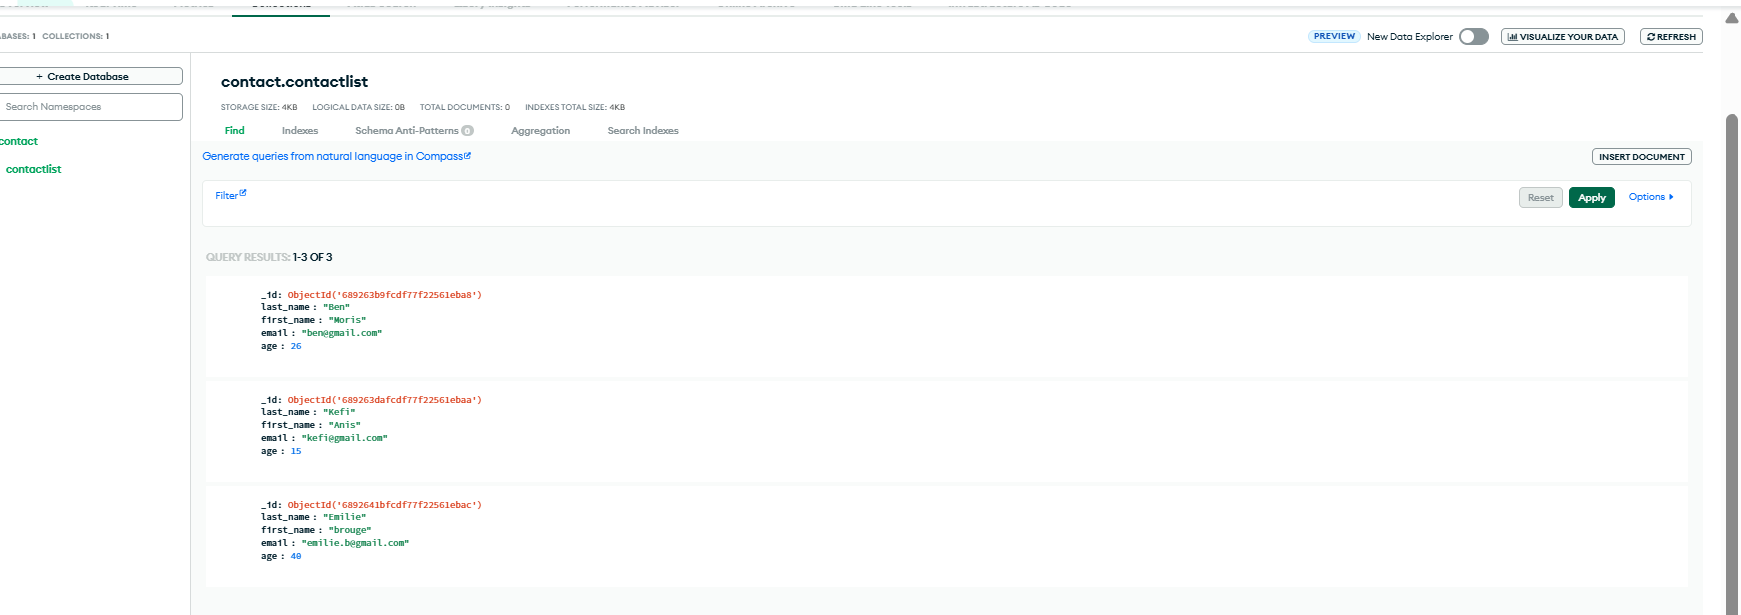 BASES: 1 COLLECTIONS: 1
PREVIEW New Data Explorer VISUALIZE YOUR DATA REFRESH
+ Create Database
Search Namespaces
contact
contactlist
contact.contactlist
STORAGE SIZE: 4KB LOGICAL DATA SIZE: 0B TOTAL DOCUMENTS: 0 INDEXES TOTAL SIZE: 4KB
Find Indexes Schema Anti-Patterns 0 Aggregation Search Indexes
Generate queries from natural language in Compass
INSERT DOCUMENT
Filter
Reset Apply Options
QUERY RESULTS: 1-3 OF 3
_id: ObjectId('689263b9fcdf77f22561eba8')
last_name : "Ben"
first_name : "Moris"
email : "ben@gmail.com"
age : 26
_id: ObjectId('689263dafcdf77f22561ebaa')
last_name : "Kefi"
first_name : "Anis"
email : "kefi@gmail.com"
age : 15
_id: ObjectId('6892641bfcdf77f22561ebac')
last_name : "Emilie"
first_name : "brouge"
email : "emilie.b@gmail.com"
age : 40